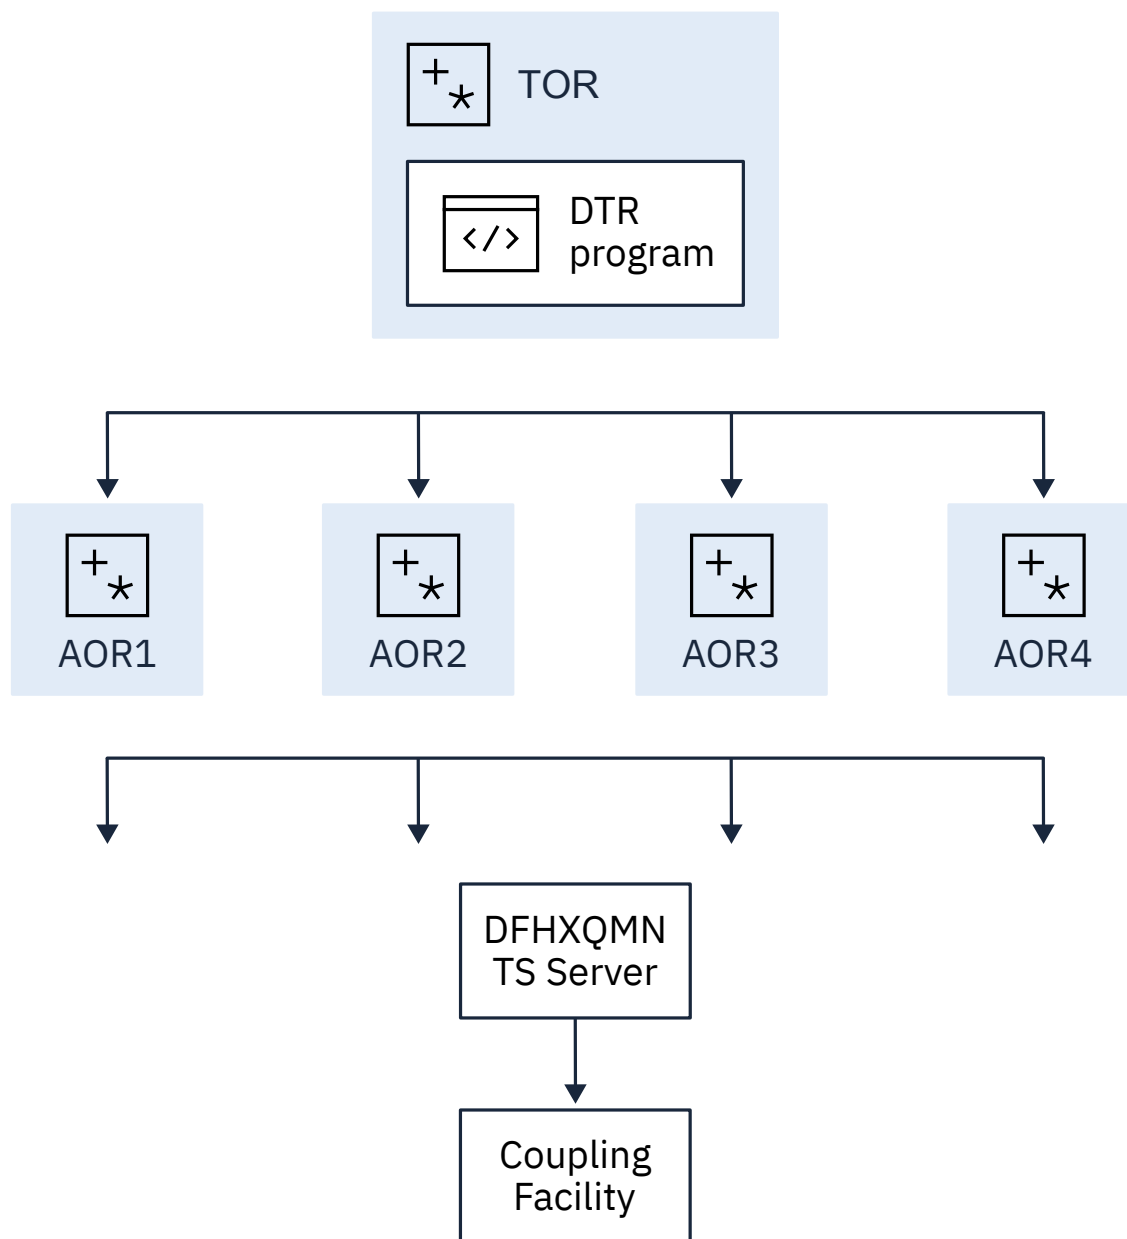 TOR
DTR
program
AOR1
AOR2
AOR3
AOR4
DFHXQMN
TS Server
Coupling
Facility